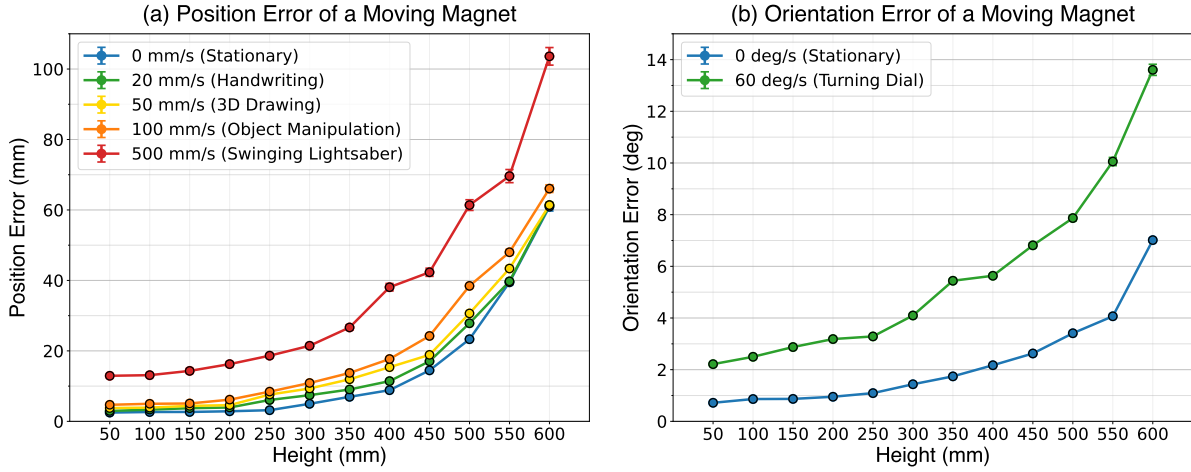 (a) Position Error of a Moving Magnet
0 mm/s (Stationary)
20 mm/s (Handwriting)
50 mm/s (3D Drawing)
100 mm/s (Object Manipulation)
500 mm/s (Swinging Lightsaber)
Position Error (mm)
100
80
60
40
20
0
50 100 150 200 250 300 350 400 450 500 550 600
Height (mm)
(b) Orientation Error of a Moving Magnet
0 deg/s (Stationary)
60 deg/s (Turning Dial)
Orientation Error (deg)
14
12
10
8
6
4
2
0
50 100 150 200 250 300 350 400 450 500 550 600
Height (mm)